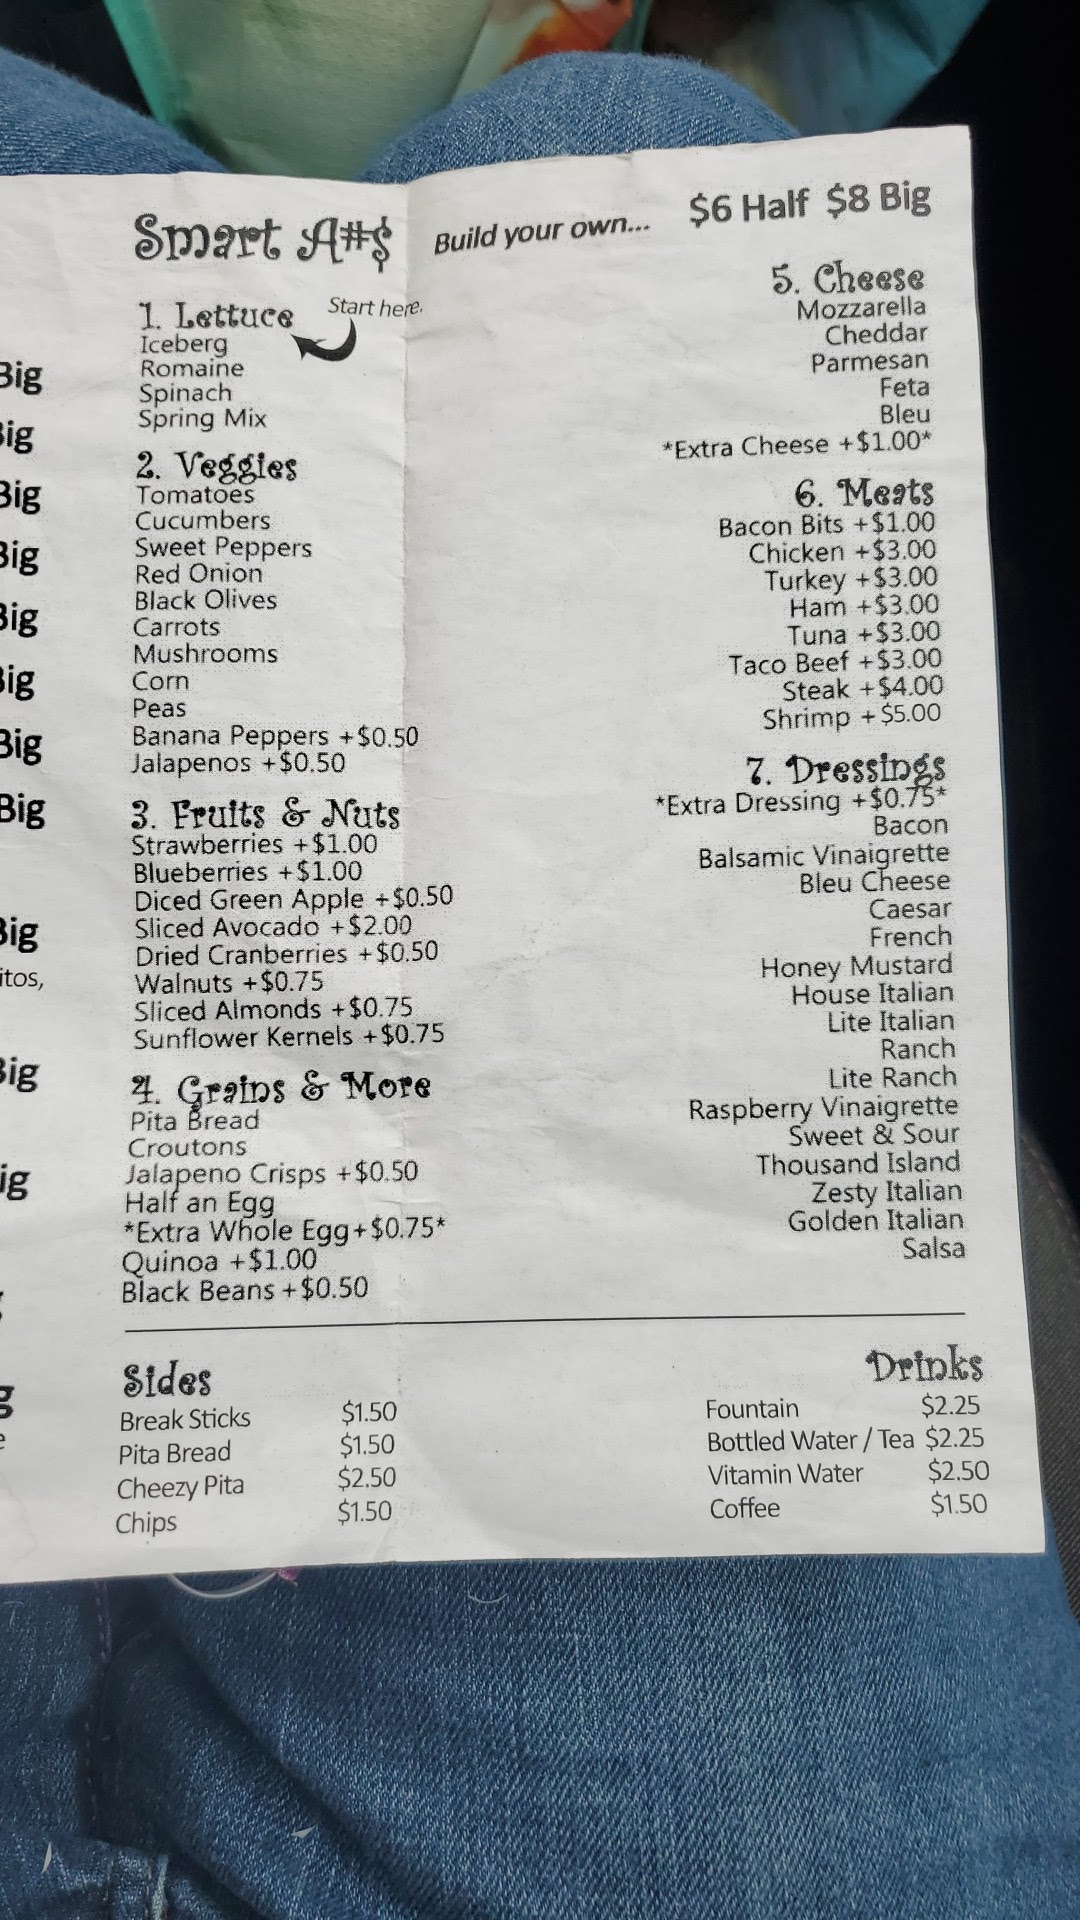 Big
ig
Big
Big
Big
ig
Big
Big
Big
itos,
Big
ig
g
e
Smart A#$
Build your own...
$6 Half $8 Big
1. Lettuce
Start here.
Iceberg
Romaine
Spinach
Spring Mix
2. Veggies
Tomatoes
Cucumbers
Sweet Peppers
Red Onion
Black Olives
Carrots
Mushrooms
Corn
Peas
Banana Peppers +$0.50
Jalapenos +$0.50
3. Fruits & Nuts
Strawberries +$1.00
Blueberries +$1.00
Diced Green Apple +$0.50
Sliced Avocado +$2.00
Dried Cranberries +$0.50
Walnuts +$0.75
Sliced Almonds +$0.75
Sunflower Kernels +$0.75
4. Grains & More
Pita Bread
Croutons
Jalapeno Crisps +$0.50
Half an Egg
*Extra Whole Egg+$0.75*
Quinoa +$1.00
Black Beans +$0.50
5. Cheese
Mozzarella
Cheddar
Parmesan
Feta
Bleu
*Extra Cheese +$1.00*
6. Meats
Bacon Bits +$1.00
Chicken +$3.00
Turkey +$3.00
Ham +$3.00
Tuna +$3.00
Taco Beef +$3.00
Steak +$4.00
Shrimp +$5.00
7. Dressings
*Extra Dressing +$0.75*
Bacon
Balsamic Vinaigrette
Bleu Cheese
Caesar
French
Honey Mustard
House Italian
Lite Italian
Ranch
Lite Ranch
Raspberry Vinaigrette
Sweet & Sour
Thousand Island
Zesty Italian
Golden Italian
Salsa
Sides
Break Sticks $1.50
Pita Bread $1.50
Cheezy Pita $2.50
Chips $1.50
Drinks
Fountain $2.25
Bottled Water / Tea $2.25
Vitamin Water $2.50
Coffee $1.50